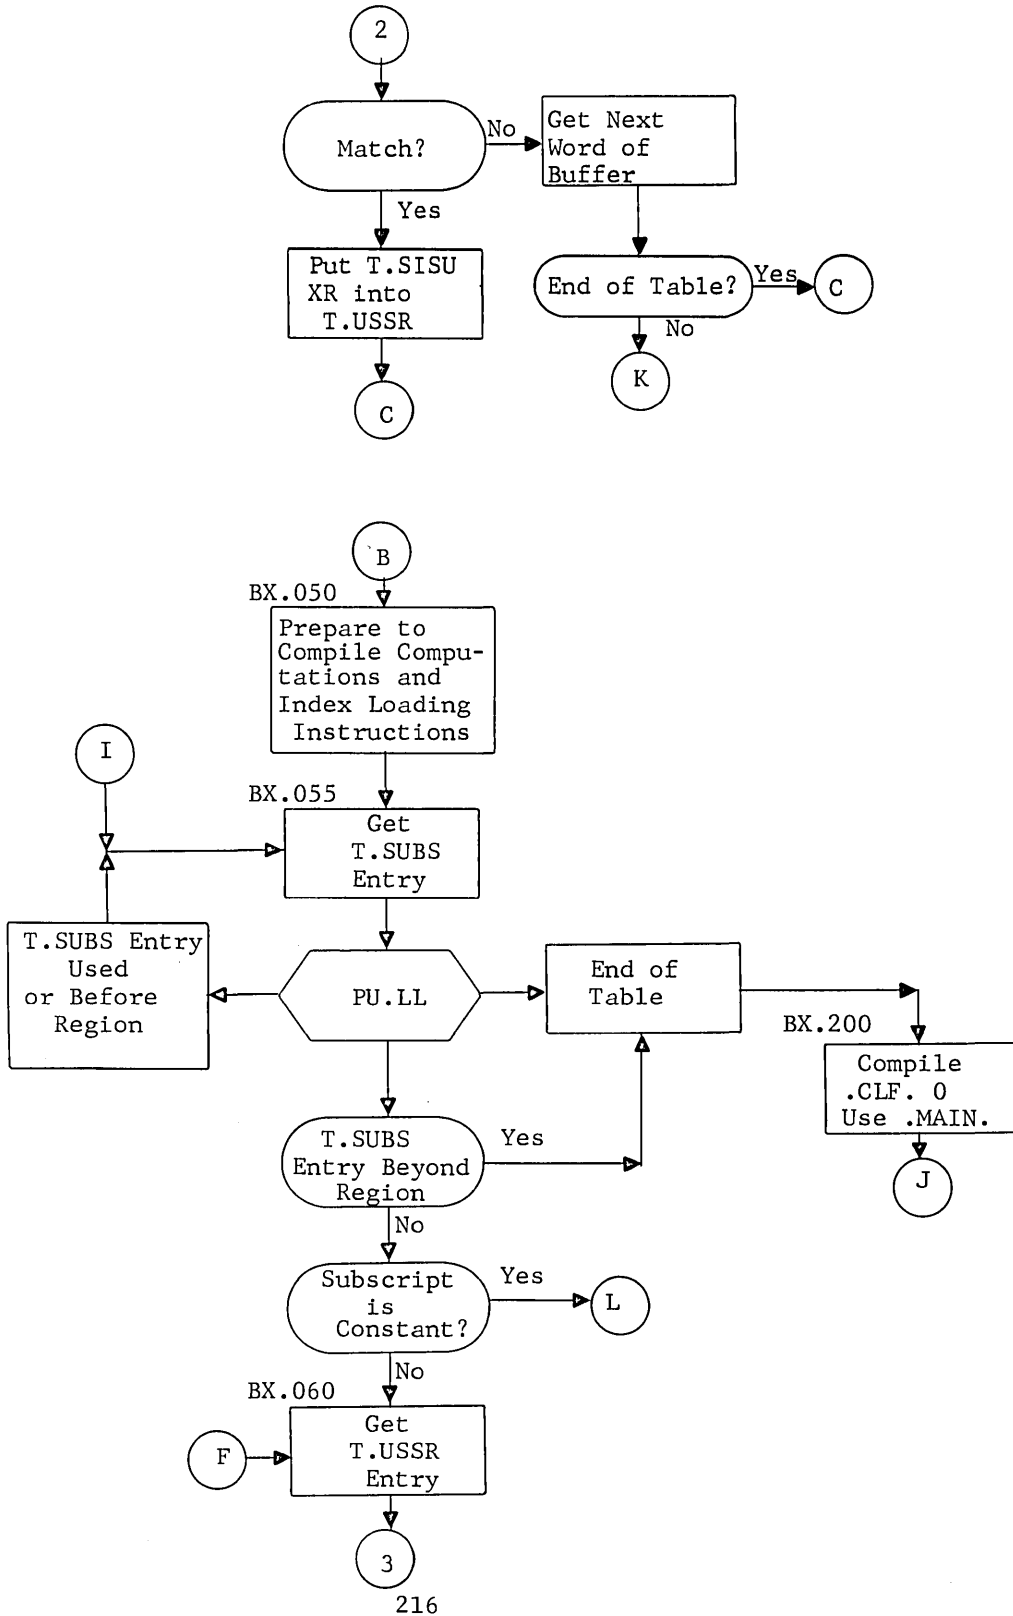 2
Match?
No
Get Next
Word of
Buffer
Yes
Put T.SISU
XR into
T.USSR
End of Table?
Yes
C
No
K
C
B
BX.050
Prepare to
Compile Compu-
tations and
Index Loading
Instructions
I
BX.055
Get
T.SUBS
Entry
T.SUBS Entry
Used
or Before
Region
PU.LL
End of
Table
BX.200
Compile
.CLF. 0
Use .MAIN.
J
T.SUBS
Entry Beyond
Region
Yes
No
Subscript
is
Constant?
Yes
L
No
BX.060
F
Get
T.USSR
Entry
3
216